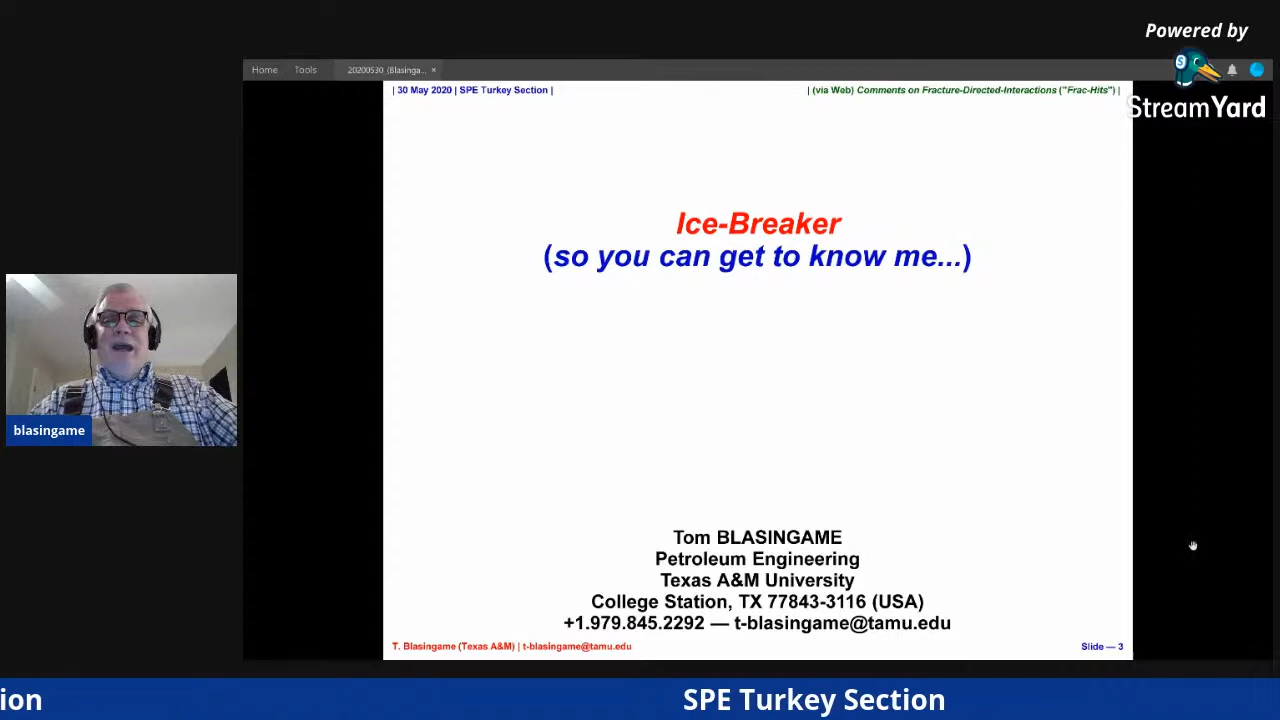 Powered by
StreamYard
Home Tools 20200530 (Blasinga... ×
| 30 May 2020 | SPE Turkey Section | | (via Web) Comments on Fracture-Directed-Interactions ("Frac-Hits") |
Ice-Breaker
(so you can get to know me...)
blasingame
Tom BLASINGAME
Petroleum Engineering
Texas A&M University
College Station, TX 77843-3116 (USA)
+1.979.845.2292 — t-blasingame@tamu.edu
T. Blasingame (Texas A&M) | t-blasingame@tamu.edu Slide — 3
ion SPE Turkey Section